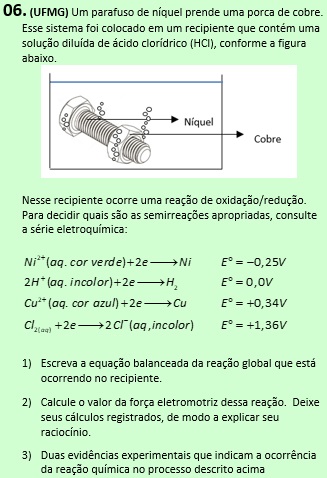 06. (UFMG) Um parafuso de níquel prende uma porca de cobre.
Esse sistema foi colocado em um recipiente que contém uma
solução diluída de ácido clorídrico (HCl), conforme a figura
abaixo.
Níquel
Cobre
Nesse recipiente ocorre uma reação de oxidação/redução.
Para decidir quais são as semirreações apropriadas, consulte
a série eletroquímica:
Ni²⁺(aq. cor verde)+2e ⟶ Ni E° = −0,25V
2H⁺(aq. incolor)+2e ⟶ H₂ E° = 0,0V
Cu²⁺(aq. cor azul)+2e ⟶ Cu E° = +0,34V
Cl₂₍aq₎ +2e ⟶ 2Cl⁻(aq,incolor) E° = +1,36V
1) Escreva a equação balanceada da reação global que está
ocorrendo no recipiente.
2) Calcule o valor da força eletromotriz dessa reação. Deixe
seus cálculos registrados, de modo a explicar seu
raciocínio.
3) Duas evidências experimentais que indicam a ocorrência
da reação química no processo descrito acima